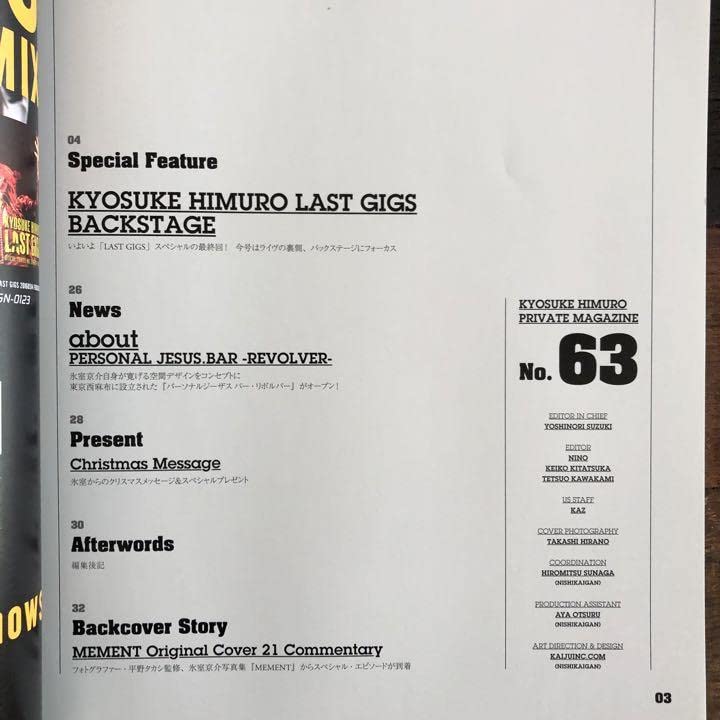 MIX
KYOSUKE HIMURO
LAST GIGS
GN-0123
NOWS
04
Special Feature
KYOSUKE HIMURO LAST GIGS
BACKSTAGE
いよいよ「LAST GIGS」スペシャルの最終回！ 今号はライヴの裏側、バックステージにフォーカス
26
News
about
PERSONAL JESUS.BAR -REVOLVER-
氷室京介自身が寛げる空間デザインをコンセプトに
東京西麻布に設立された『パーソナルジーザス バー・リボルバー』がオープン！
28
Present
Christmas Message
氷室からのクリスマスメッセージ＆スペシャルプレゼント
30
Afterwords
編集後記
32
Backcover Story
MEMENT Original Cover 21 Commentary
フォトグラファー・平野タカシ監修、氷室京介写真集『MEMENT』からスペシャル・エピソードが到着
KYOSUKE HIMURO
PRIVATE MAGAZINE
No. 63
EDITOR IN CHIEF
YOSHINORI SUZUKI
EDITOR
NINO
KEIKO KITATSUKA
TETSUO KAWAKAMI
US STAFF
KAZ
COVER PHOTOGRAPHY
TAKASHI HIRANO
COORDINATION
HIROMITSU SUNAGA
(NISHIKAIGAN)
PRODUCTION ASSISTANT
AYA OTSURU
(NISHIKAIGAN)
ART DIRECTION & DESIGN
KAIJUINC.COM
(NISHIKAIGAN)
03